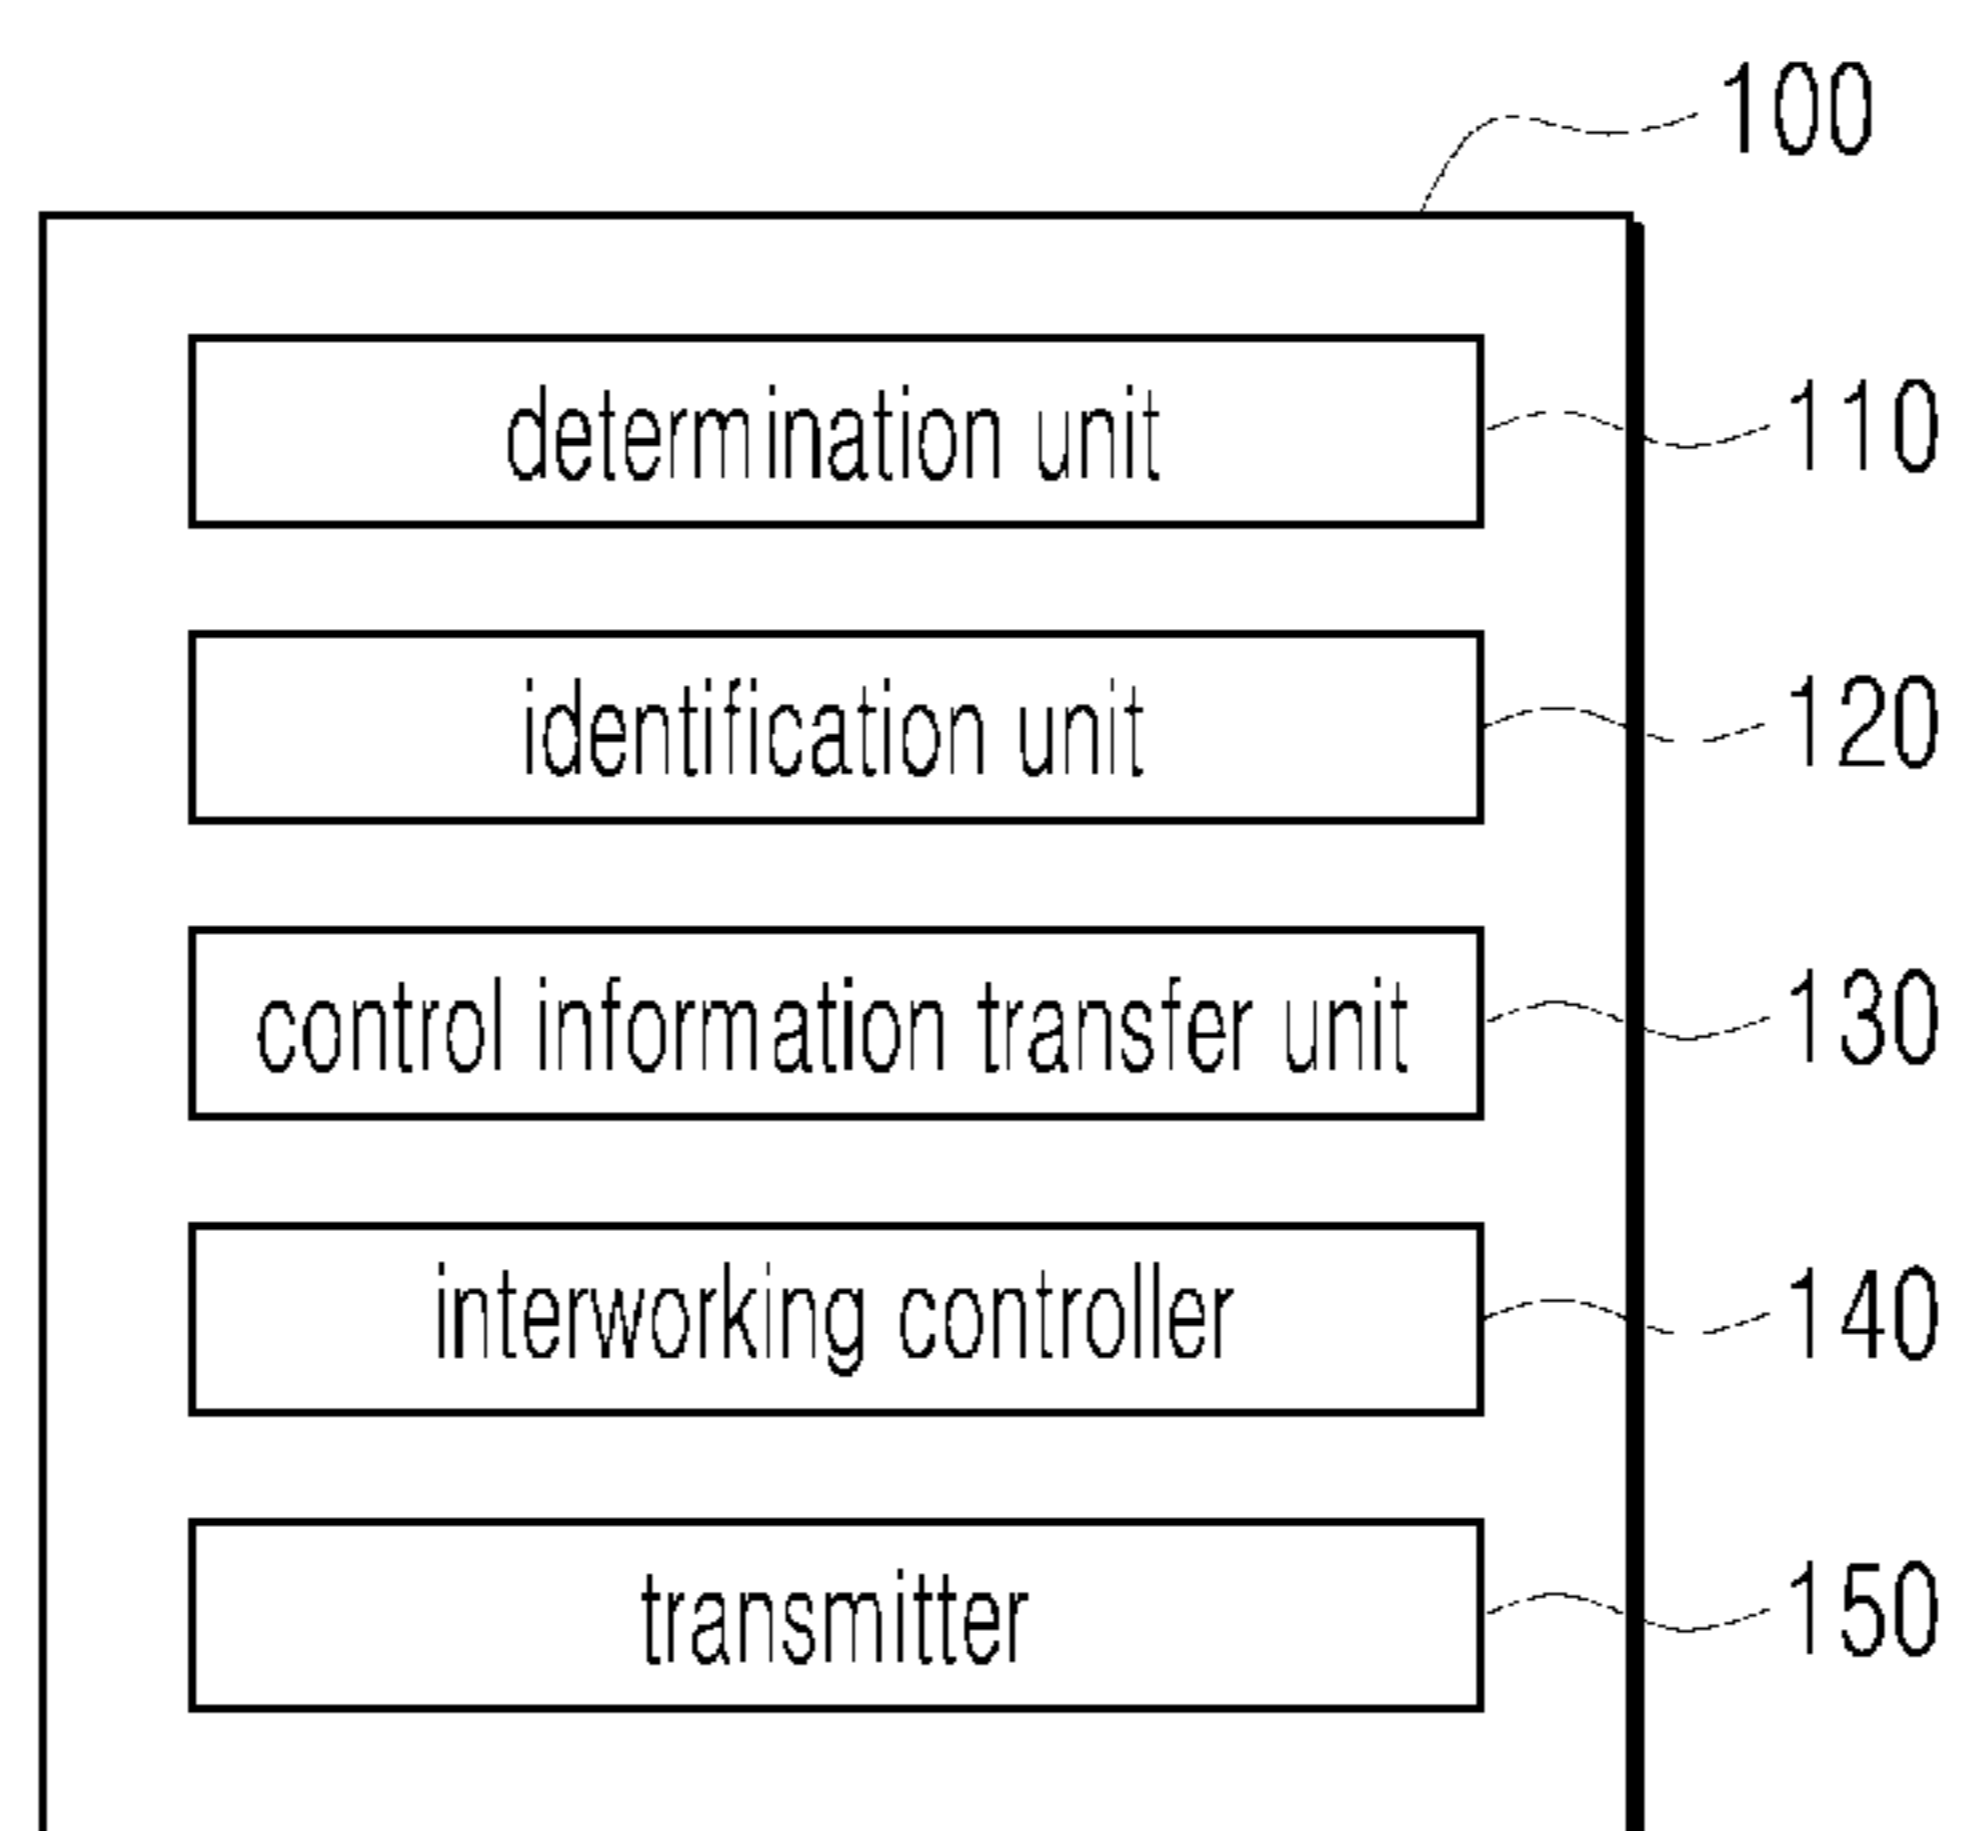 100
determination unit 110
identification unit 120
control information transfer unit 130
interworking controller 140
transmitter 150